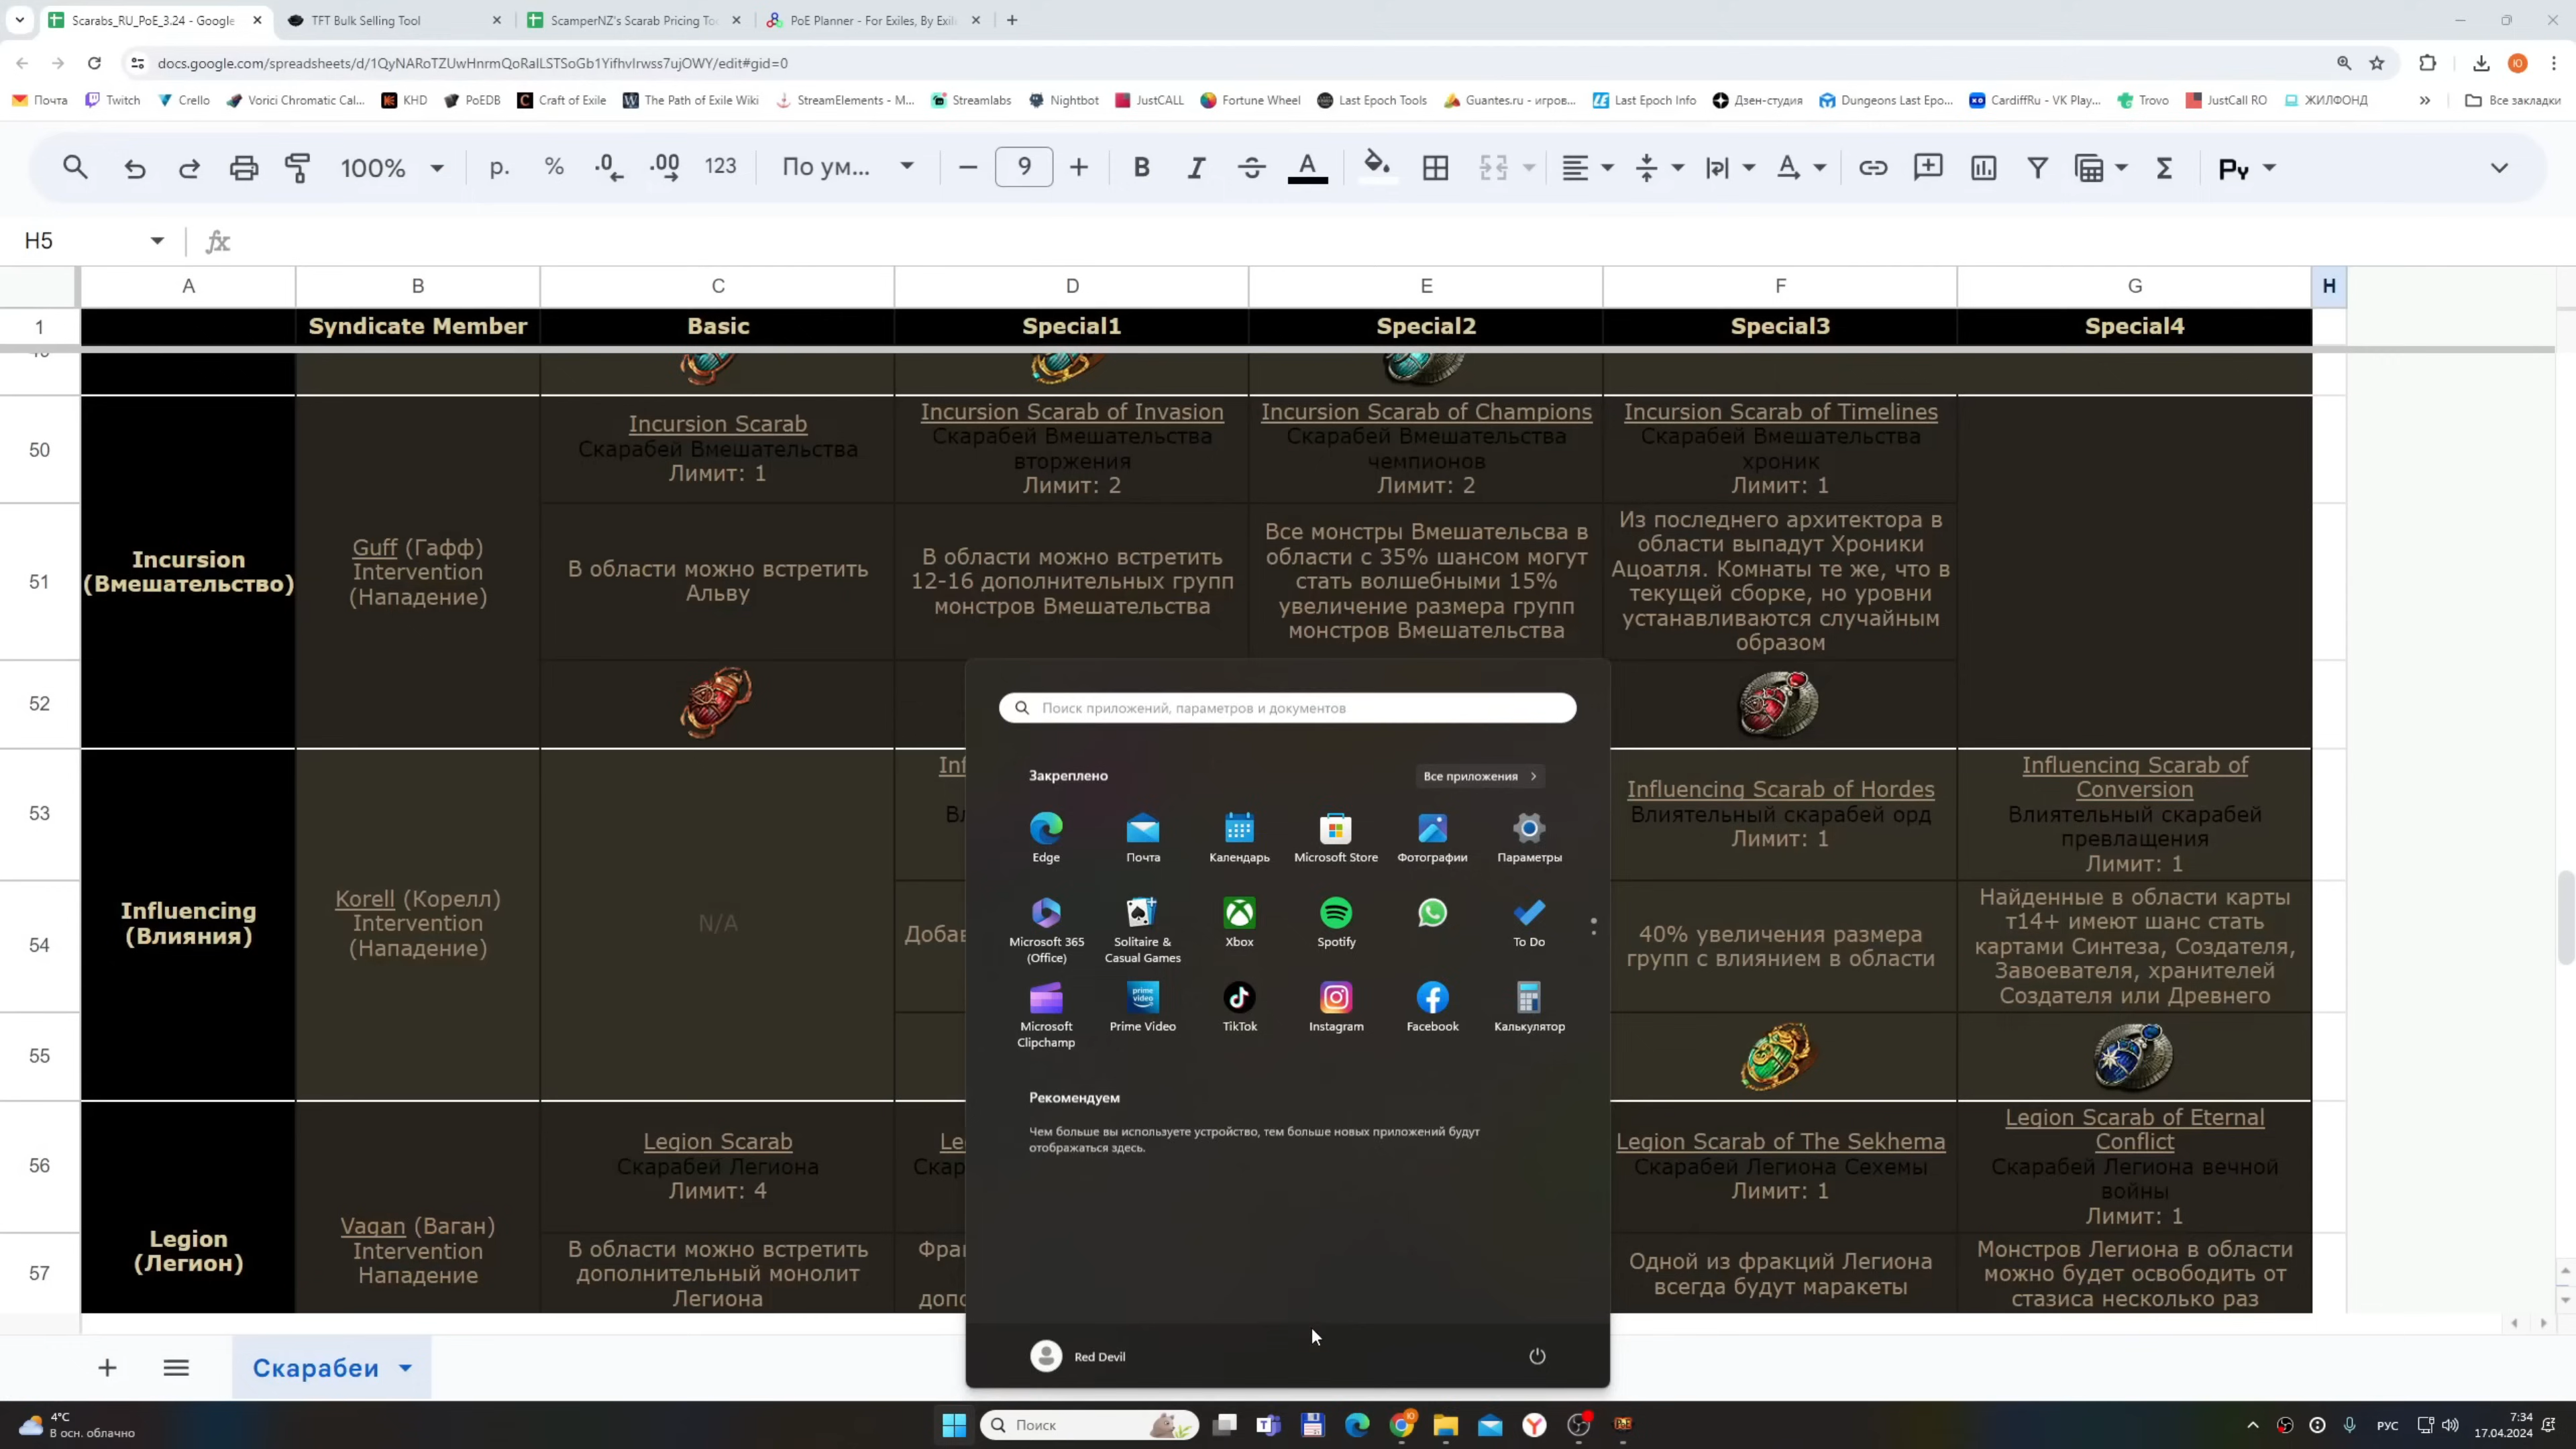 Scarabs_RU_PoE_3.24 - Google
TFT Bulk Selling Tool
ScamperNZ's Scarab Pricing To
PoE Planner - For Exiles, By Exil
docs.google.com/spreadsheets/d/1QyNARoTZUwHnrmQoRaILSTSoGb1YifhvIrwss7ujOWY/edit#gid=0
Почта
Twitch
Crello
Vorici Chromatic Cal...
KHD
PoEDB
Craft of Exile
The Path of Exile Wiki
StreamElements - M...
Streamlabs
Nightbot
JustCALL
Fortune Wheel
Last Epoch Tools
Guantes.ru - игров...
Last Epoch Info
Дзен-студия
Dungeons Last Epo...
CardiffRu - VK Play...
Trovo
JustCall RO
ЖИЛФОНД
Все закладки
100%
р.
%
.0
.00
123
По ум...
9
H5
A
B
C
D
E
F
G
H
1
Syndicate Member
Basic
Special1
Special2
Special3
Special4
50
Incursion Scarab
Скарабей Вмешательства
Лимит: 1
Incursion Scarab of Invasion
Скарабей Вмешательства
вторжения
Лимит: 2
Incursion Scarab of Champions
Скарабей Вмешательства
чемпионов
Лимит: 2
Incursion Scarab of Timelines
Скарабей Вмешательства
хроник
Лимит: 1
51
Incursion
(Вмешательство)
Guff (Гафф)
Intervention
(Нападение)
В области можно встретить
Альву
В области можно встретить
12-16 дополнительных групп
монстров Вмешательства
Все монстры Вмешательсва в
области с 35% шансом могут
стать волшебными 15%
увеличение размера групп
монстров Вмешательства
Из последнего архитектора в
области выпадут Хроники
Ацоатля. Комнаты те же, что в
текущей сборке, но уровни
устанавливаются случайным
образом
52
53
Influencing Scarab of Hordes
Влиятельный скарабей орд
Лимит: 1
Influencing Scarab of
Conversion
Влиятельный скарабей
превлащения
Лимит: 1
54
Influencing
(Влияния)
Korell (Корелл)
Intervention
(Нападение)
N/A
40% увеличения размера
групп с влиянием в области
Найденные в области карты
т14+ имеют шанс стать
картами Синтеза, Создателя,
Завоевателя, хранителей
Создателя или Древнего
55
56
Legion Scarab
Скарабей Легиона
Лимит: 4
Legion Scarab of The Sekhema
Скарабей Легиона Сехемы
Лимит: 1
Legion Scarab of Eternal
Conflict
Скарабей Легиона вечной
войны
Лимит: 1
57
Legion
(Легион)
Vagan (Ваган)
Intervention
Нападение
В области можно встретить
дополнительный монолит
Легиона
Одной из фракций Легиона
всегда будут маракеты
Монстров Легиона в области
можно будет освободить от
стазиса несколько раз
Поиск приложений, параметров и документов
Закреплено
Все приложения
Edge
Почта
Календарь
Microsoft Store
Фотографии
Параметры
Microsoft 365
(Office)
Solitaire &
Casual Games
Xbox
Spotify
To Do
Microsoft
Clipchamp
Prime Video
TikTok
Instagram
Facebook
Калькулятор
Рекомендуем
Чем больше вы используете устройство, тем больше новых приложений будут
отображаться здесь.
Red Devil
Скарабеи
4°C
В осн. облачно
Поиск
РУС
7:34
17.04.2024